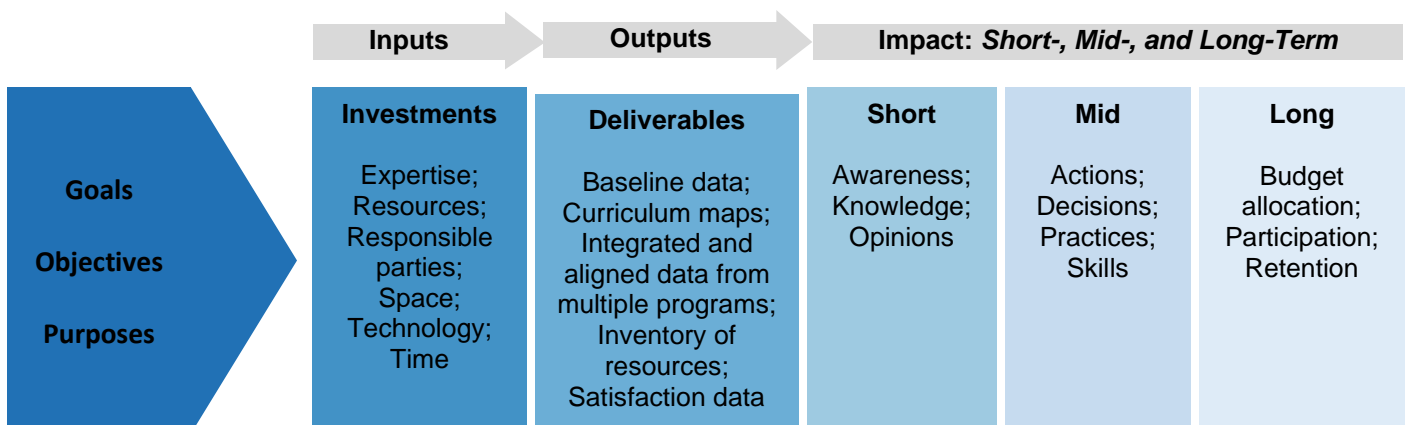 Inputs
Outputs
Impact: Short-, Mid-, and Long-Term
Goals
Objectives
Purposes
Investments
Expertise;
Resources;
Responsible
parties;
Space;
Technology;
Time
Deliverables
Baseline data;
Curriculum maps;
Integrated and
aligned data from
multiple programs;
Inventory of
resources;
Satisfaction data
Short
Awareness;
Knowledge;
Opinions
Mid
Actions;
Decisions;
Practices;
Skills
Long
Budget
allocation;
Participation;
Retention